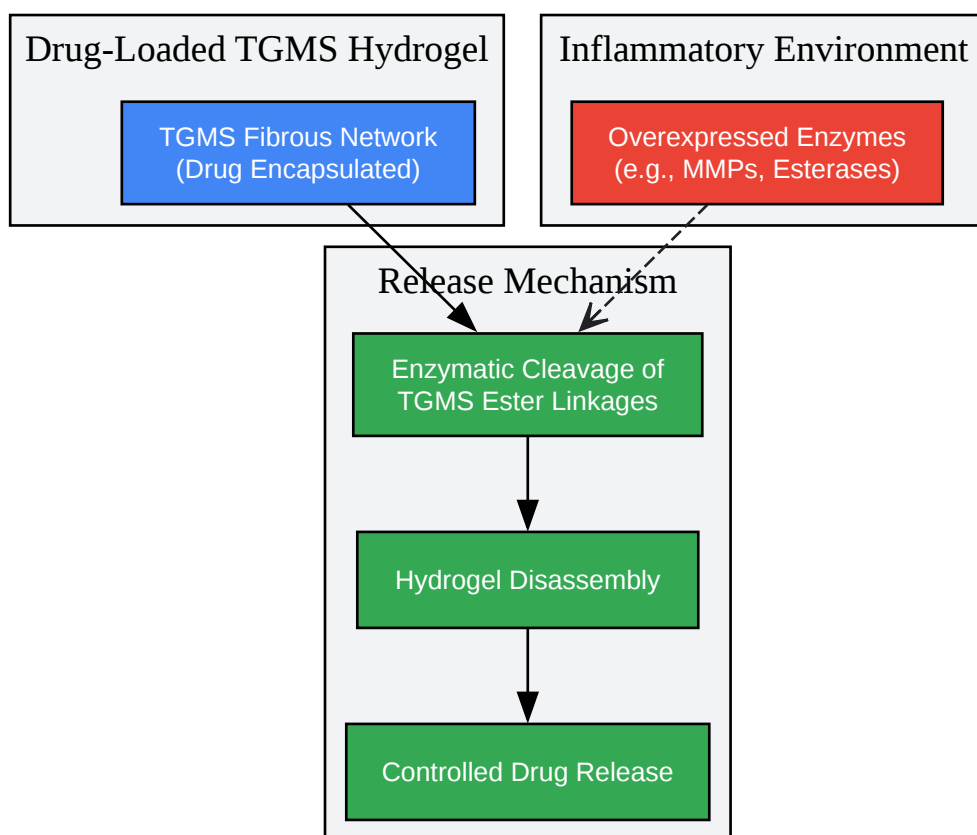 Drug-Loaded TGMS Hydrogel
TGMS Fibrous Network
(Drug Encapsulated)
Inflammatory Environment
Overexpressed Enzymes
(e.g., MMPs, Esterases)
Release Mechanism
Enzymatic Cleavage of
TGMS Ester Linkages
Hydrogel Disassembly
Controlled Drug Release